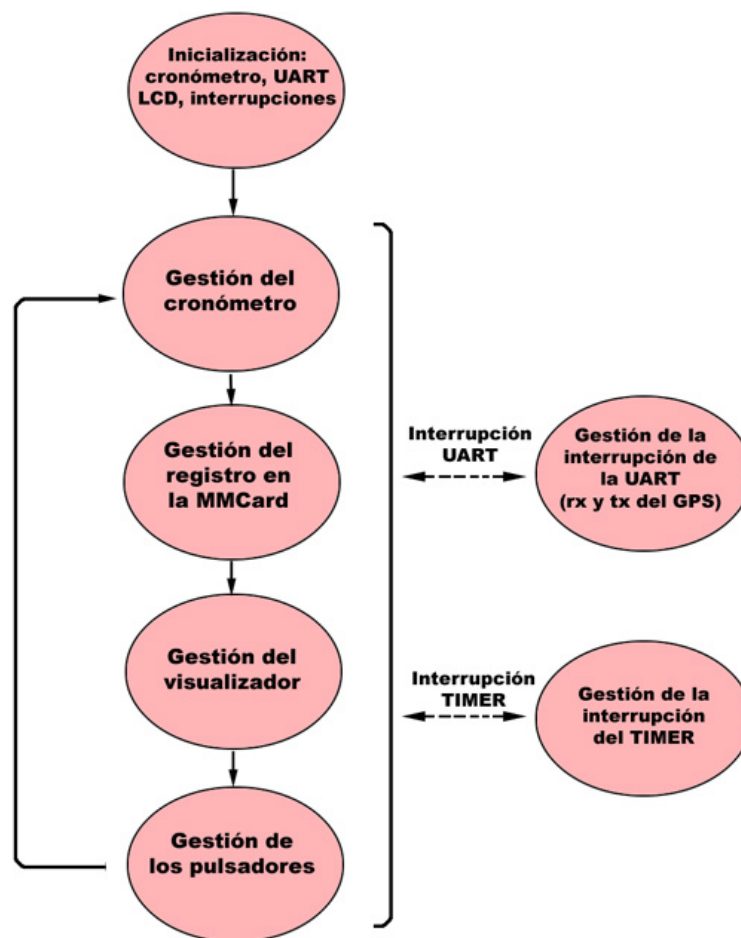 Inicialización:
cronómetro, UART
LCD, interrupciones
Gestión del
cronómetro
Gestión del
registro en
la MMCard
Interrupción
UART
Gestión de la
interrupción de
la UART
(rx y tx del GPS)
Gestión del
visualizador
Interrupción
TIMER
Gestión de la
interrupción
del TIMER
Gestión de
los pulsadores